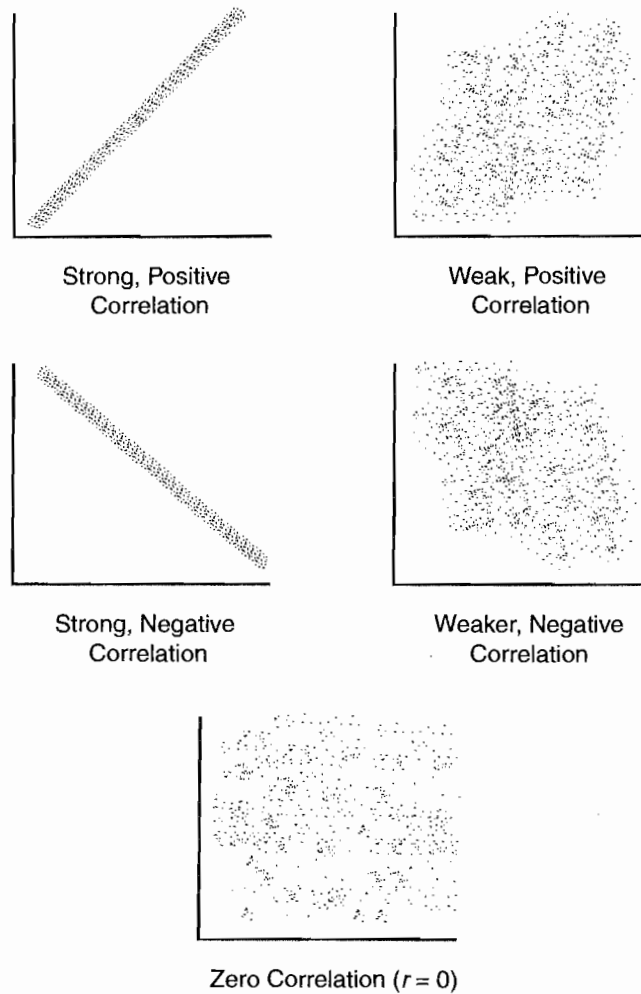 Strong, Positive
Correlation
Weak, Positive
Correlation
Strong, Negative
Correlation
Weaker, Negative
Correlation
Zero Correlation (r = 0)